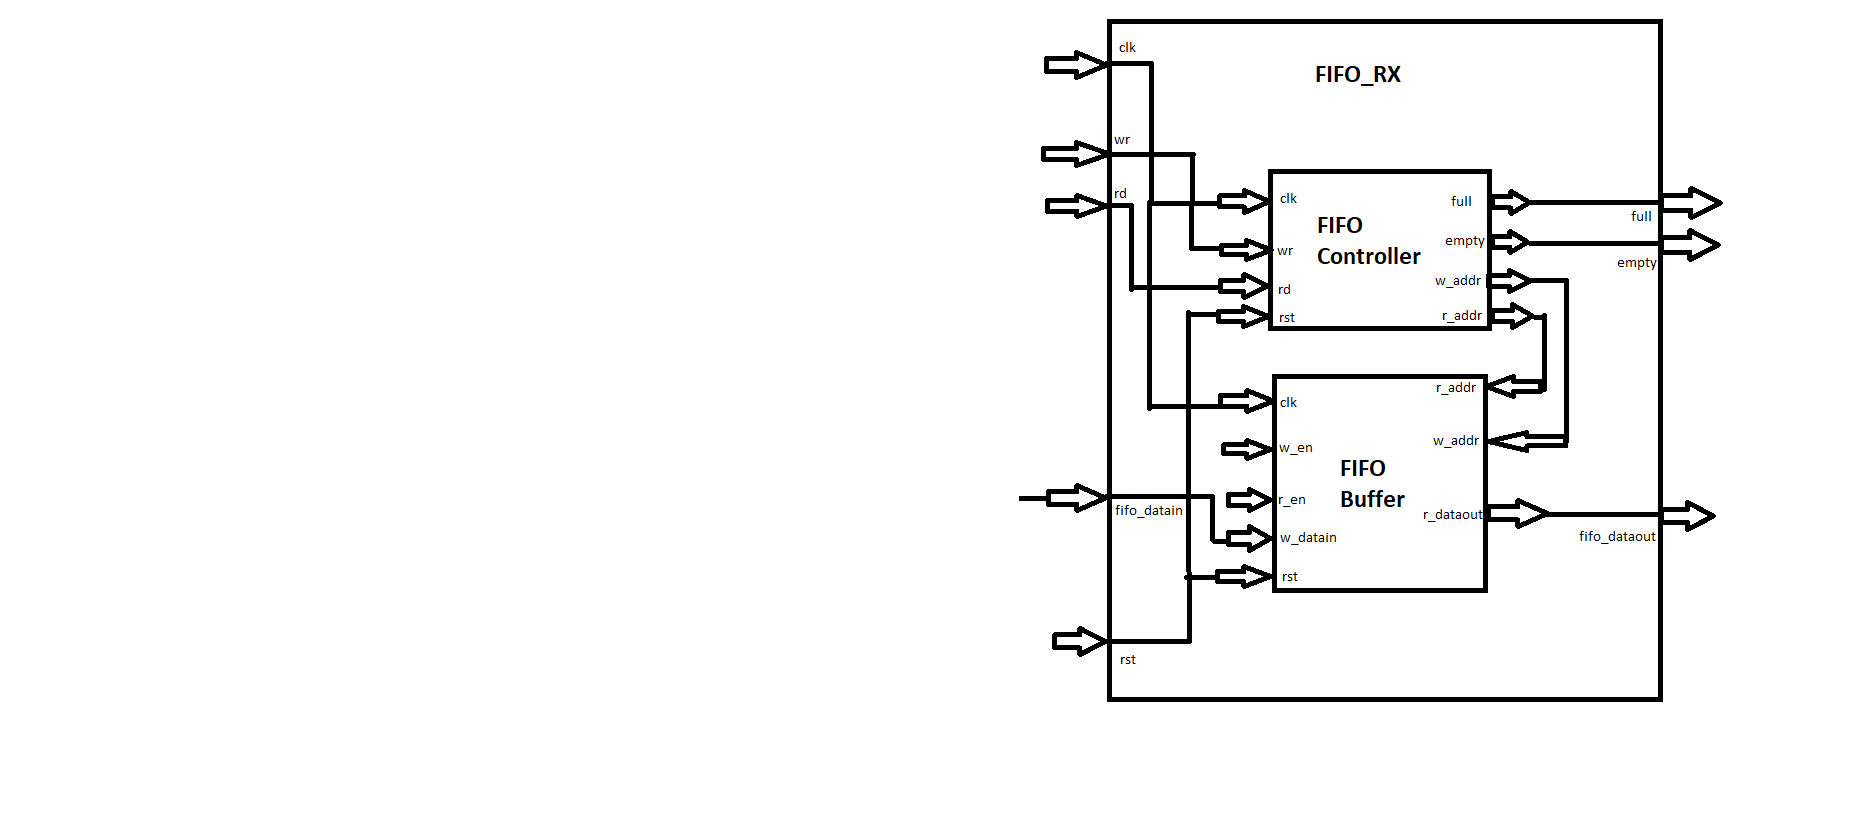 clk
FIFO_RX
wr
rd
clk
full
FIFO
Controller
full
wr
empty
empty
rd
w_addr
rst
r_addr
clk
r_addr
w_en
w_addr
FIFO
Buffer
r_en
fifo_datain
r_dataout
w_datain
fifo_dataout
rst
rst